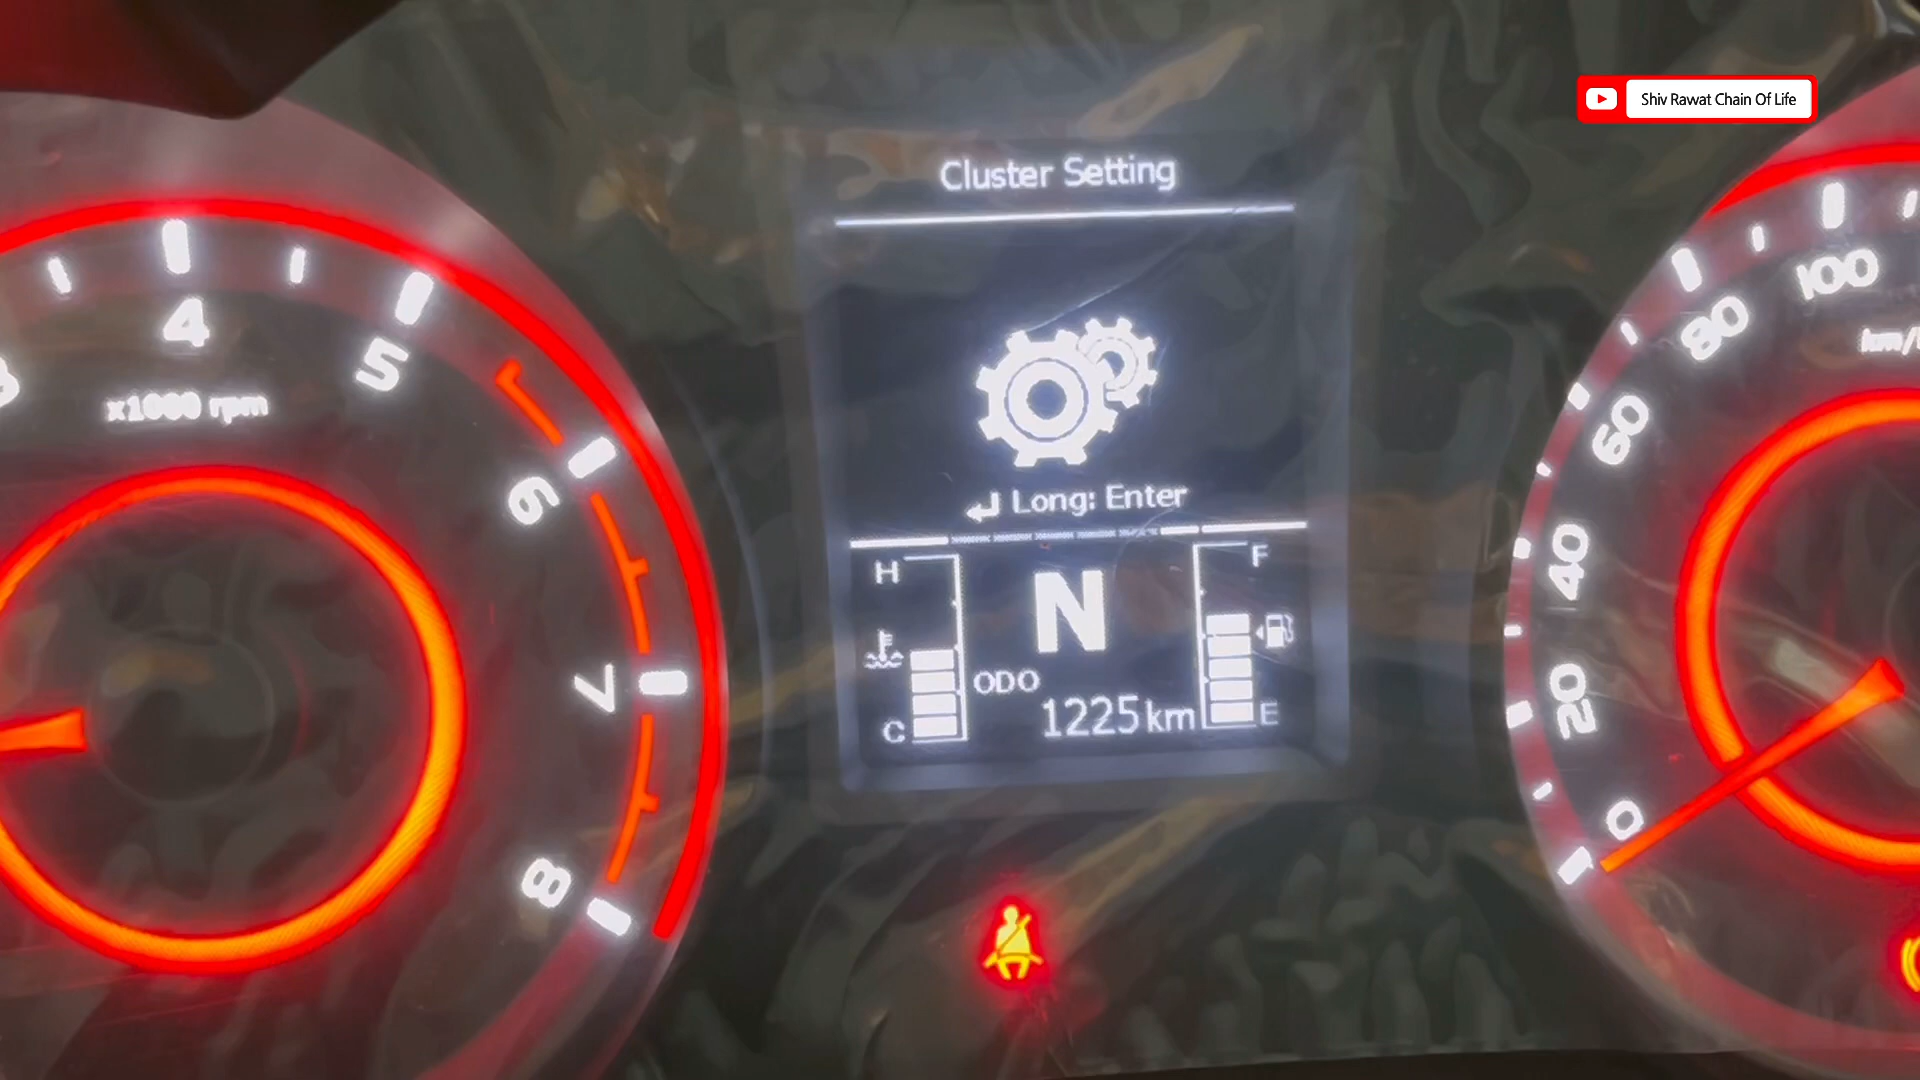 Shiv Rawat Chain Of Life
Cluster Setting
Long: Enter
H
F
N
ODO
1225 km
C
E
4
5
x1000 rpm
6
7
8
100
80
60
40
20
0